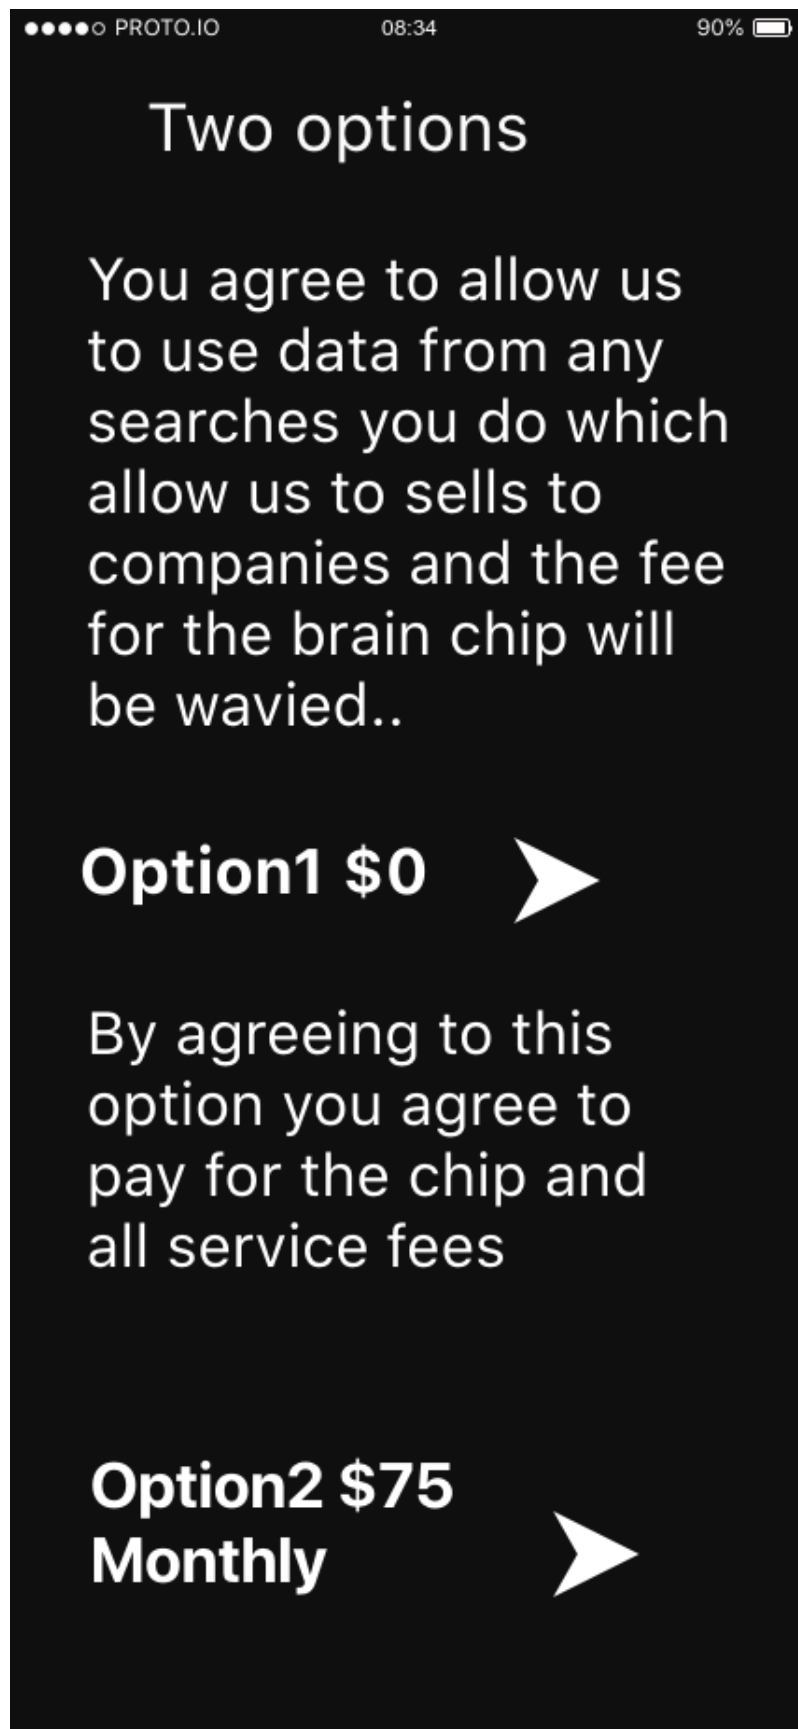 PROTO.IO 08:34 90%
Two options
You agree to allow us
to use data from any
searches you do which
allow us to sells to
companies and the fee
for the brain chip will
be wavied..
Option1 $0
By agreeing to this
option you agree to
pay for the chip and
all service fees
Option2 $75
Monthly